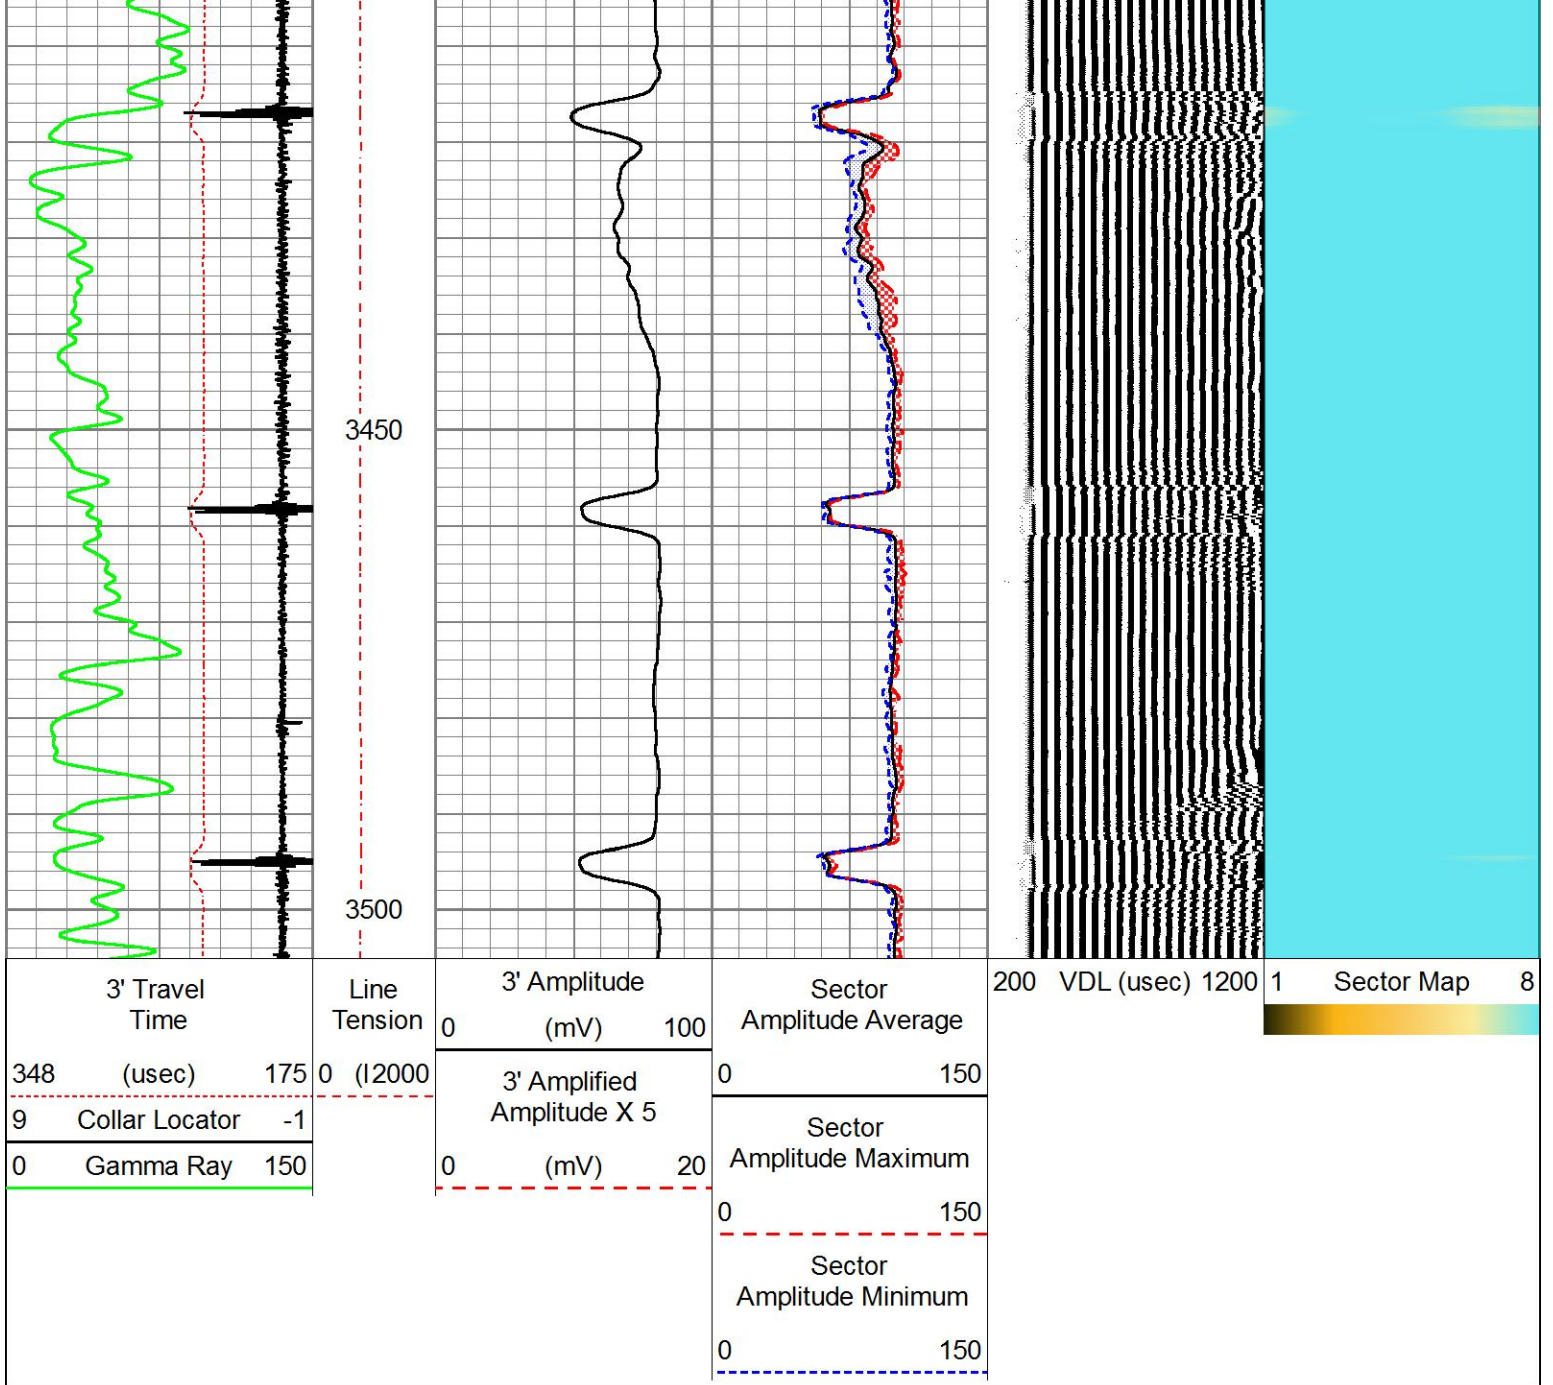 3450
3500
3' Travel
Time
348 (usec) 175
9 Collar Locator -1
0 Gamma Ray 150
Line
Tension
0 (l2000
3' Amplitude
0 (mV) 100
3' Amplified
Amplitude X 5
0 (mV) 20
Sector
Amplitude Average
0 150
Sector
Amplitude Maximum
0 150
Sector
Amplitude Minimum
0 150
200 VDL (usec) 1200
1 Sector Map 8